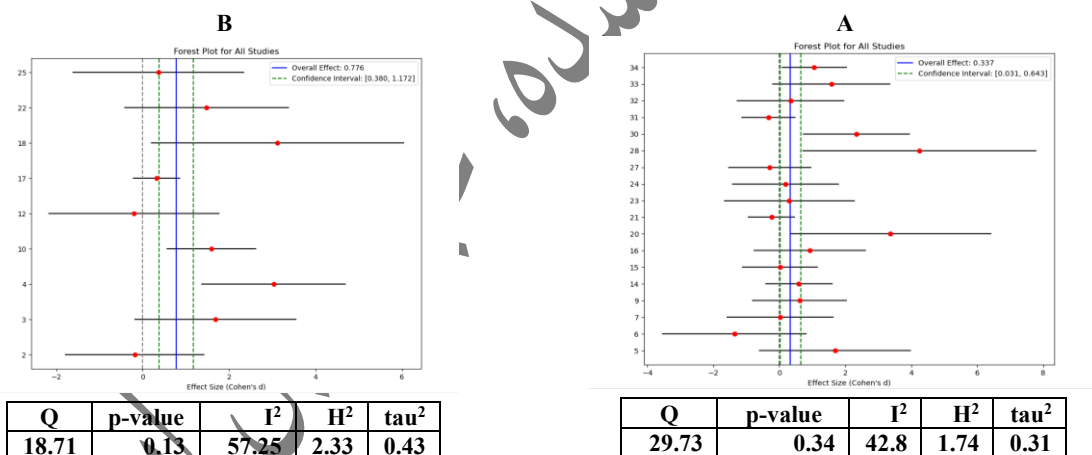 B
Forest Plot for All Studies
Overall Effect: 0.776
Confidence Interval: [0.380, 1.172]
25
22
18
17
12
10
4
3
2
−2 0 2 4 6
Effect Size (Cohen's d)
Q p-value I² H² tau²
18.71 0.13 57.25 2.33 0.43
A
Forest Plot for All Studies
Overall Effect: 0.337
Confidence Interval: [0.031, 0.643]
34
33
32
31
30
28
27
24
23
21
20
16
15
14
9
7
6
5
−4 −2 0 2 4 6 8
Effect Size (Cohen's d)
Q p-value I² H² tau²
29.73 0.34 42.8 1.74 0.31